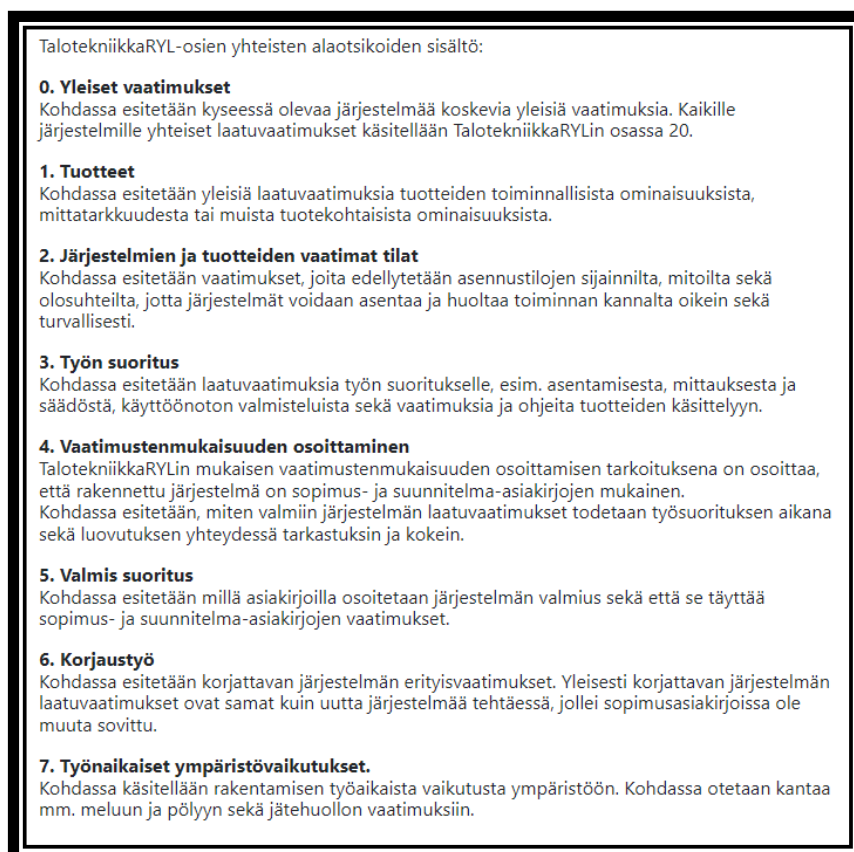 TalotekniikkaRYL-osien yhteisten alaotsikoiden sisältö:
0. Yleiset vaatimukset
Kohdassa esitetään kyseessä olevaa järjestelmää koskevia yleisiä vaatimuksia. Kaikille
järjestelmille yhteiset laatuvaatimukset käsitellään TalotekniikkaRYLin osassa 20.
1. Tuotteet
Kohdassa esitetään yleisiä laatuvaatimuksia tuotteiden toiminnallisista ominaisuuksista,
mittatarkkuudesta tai muista tuotekohtaisista ominaisuuksista.
2. Järjestelmien ja tuotteiden vaatimat tilat
Kohdassa esitetään vaatimukset, joita edellytetään asennustilojen sijainnilta, mitoilta sekä
olosuhteilta, jotta järjestelmät voidaan asentaa ja huoltaa toiminnan kannalta oikein sekä
turvallisesti.
3. Työn suoritus
Kohdassa esitetään laatuvaatimuksia työn suoritukselle, esim. asentamisesta, mittauksesta ja
säädöstä, käyttöönoton valmisteluista sekä vaatimuksia ja ohjeita tuotteiden käsittelyyn.
4. Vaatimustenmukaisuuden osoittaminen
TalotekniikkaRYLin mukaisen vaatimustenmukaisuuden osoittamisen tarkoituksena on osoittaa,
että rakennettu järjestelmä on sopimus- ja suunnitelma-asiakirjojen mukainen.
Kohdassa esitetään, miten valmiin järjestelmän laatuvaatimukset todetaan työsuorituksen aikana
sekä luovutuksen yhteydessä tarkastuksin ja kokein.
5. Valmis suoritus
Kohdassa esitetään millä asiakirjoilla osoitetaan järjestelmän valmius sekä että se täyttää
sopimus- ja suunnitelma-asiakirjojen vaatimukset.
6. Korjaustyö
Kohdassa esitetään korjattavan järjestelmän erityisvaatimukset. Yleisesti korjattavan järjestelmän
laatuvaatimukset ovat samat kuin uutta järjestelmää tehtäessä, jollei sopimusasiakirjoissa ole
muuta sovittu.
7. Työnaikaiset ympäristövaikutukset.
Kohdassa käsitellään rakentamisen työaikaista vaikutusta ympäristöön. Kohdassa otetaan kantaa
mm. meluun ja pölyyn sekä jätehuollon vaatimuksiin.